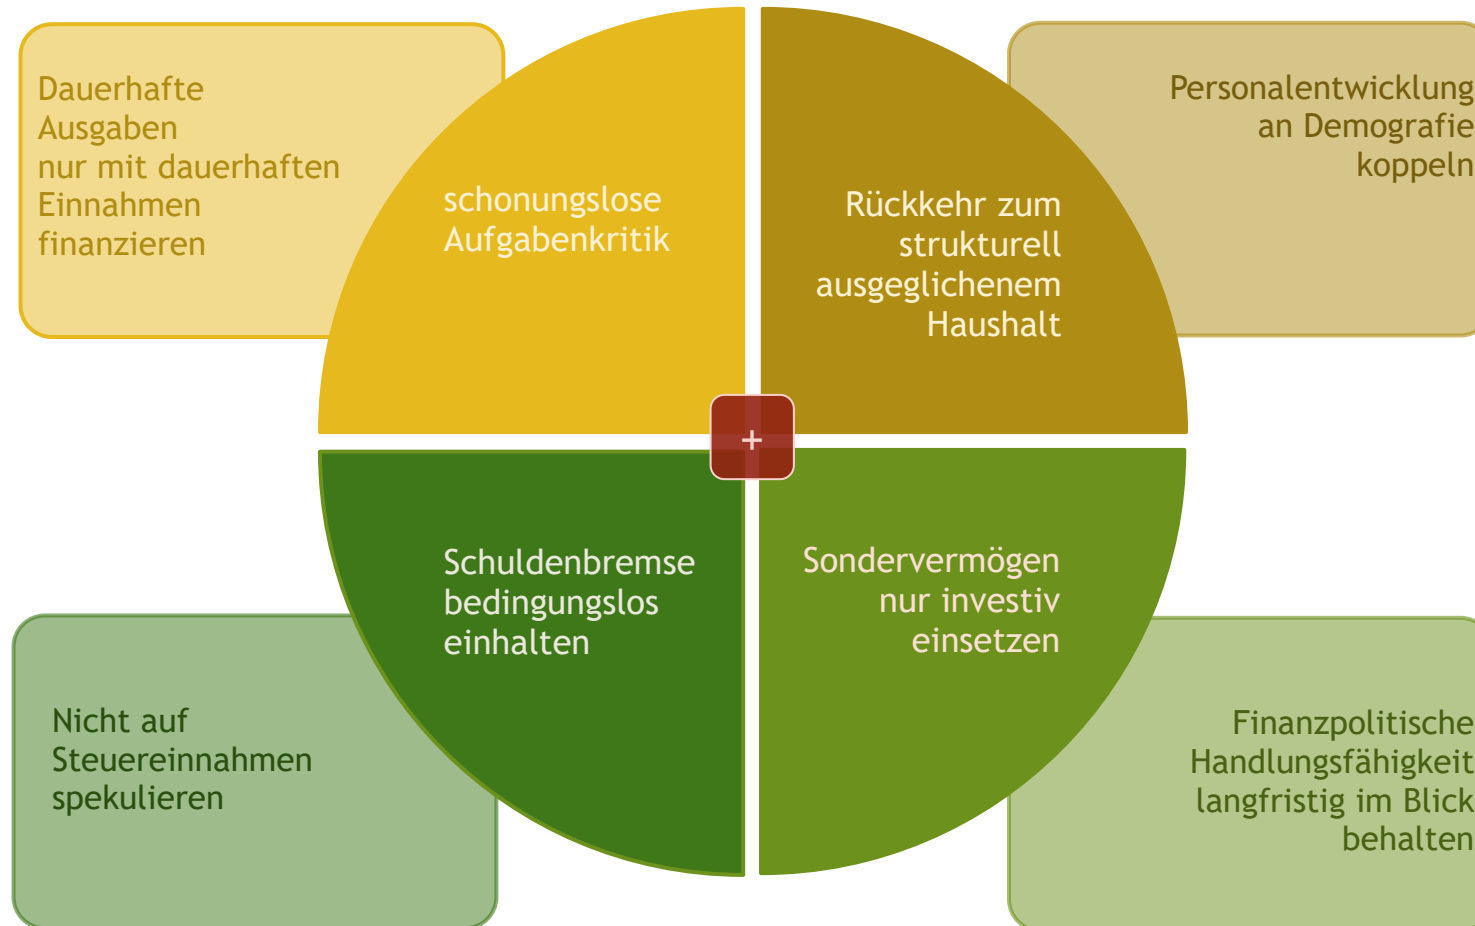 Dauerhafte
Ausgaben
nur mit dauerhaften
Einnahmen
finanzieren
schonungslose
Aufgabenkritik
Rückkehr zum
strukturell
ausgeglichenem
Haushalt
Personalentwicklung
an Demografie
koppeln
+
Nicht auf
Steuereinnahmen
spekulieren
Schuldenbremse
bedingungslos
einhalten
Sondervermögen
nur investiv
einsetzen
Finanzpolitische
Handlungsfähigkeit
langfristig im Blick
behalten